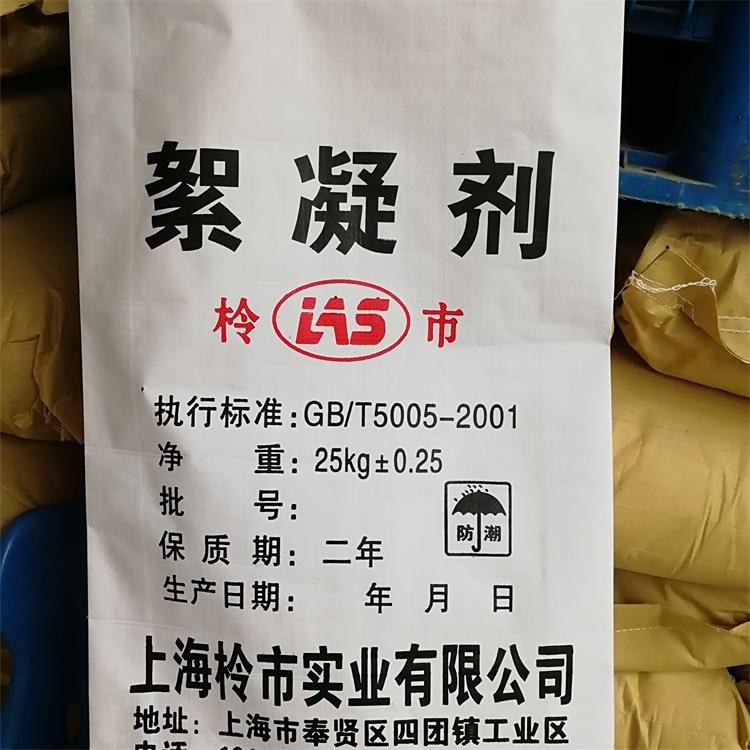 絮凝剂
柃 LAS 市
执行标准:GB/T5005-2001
净 重:25kg±0.25
批 号:
保质期:二年
生产日期: 年 月 日
防潮
上海柃市实业有限公司
地址:上海市奉贤区四团镇工业区